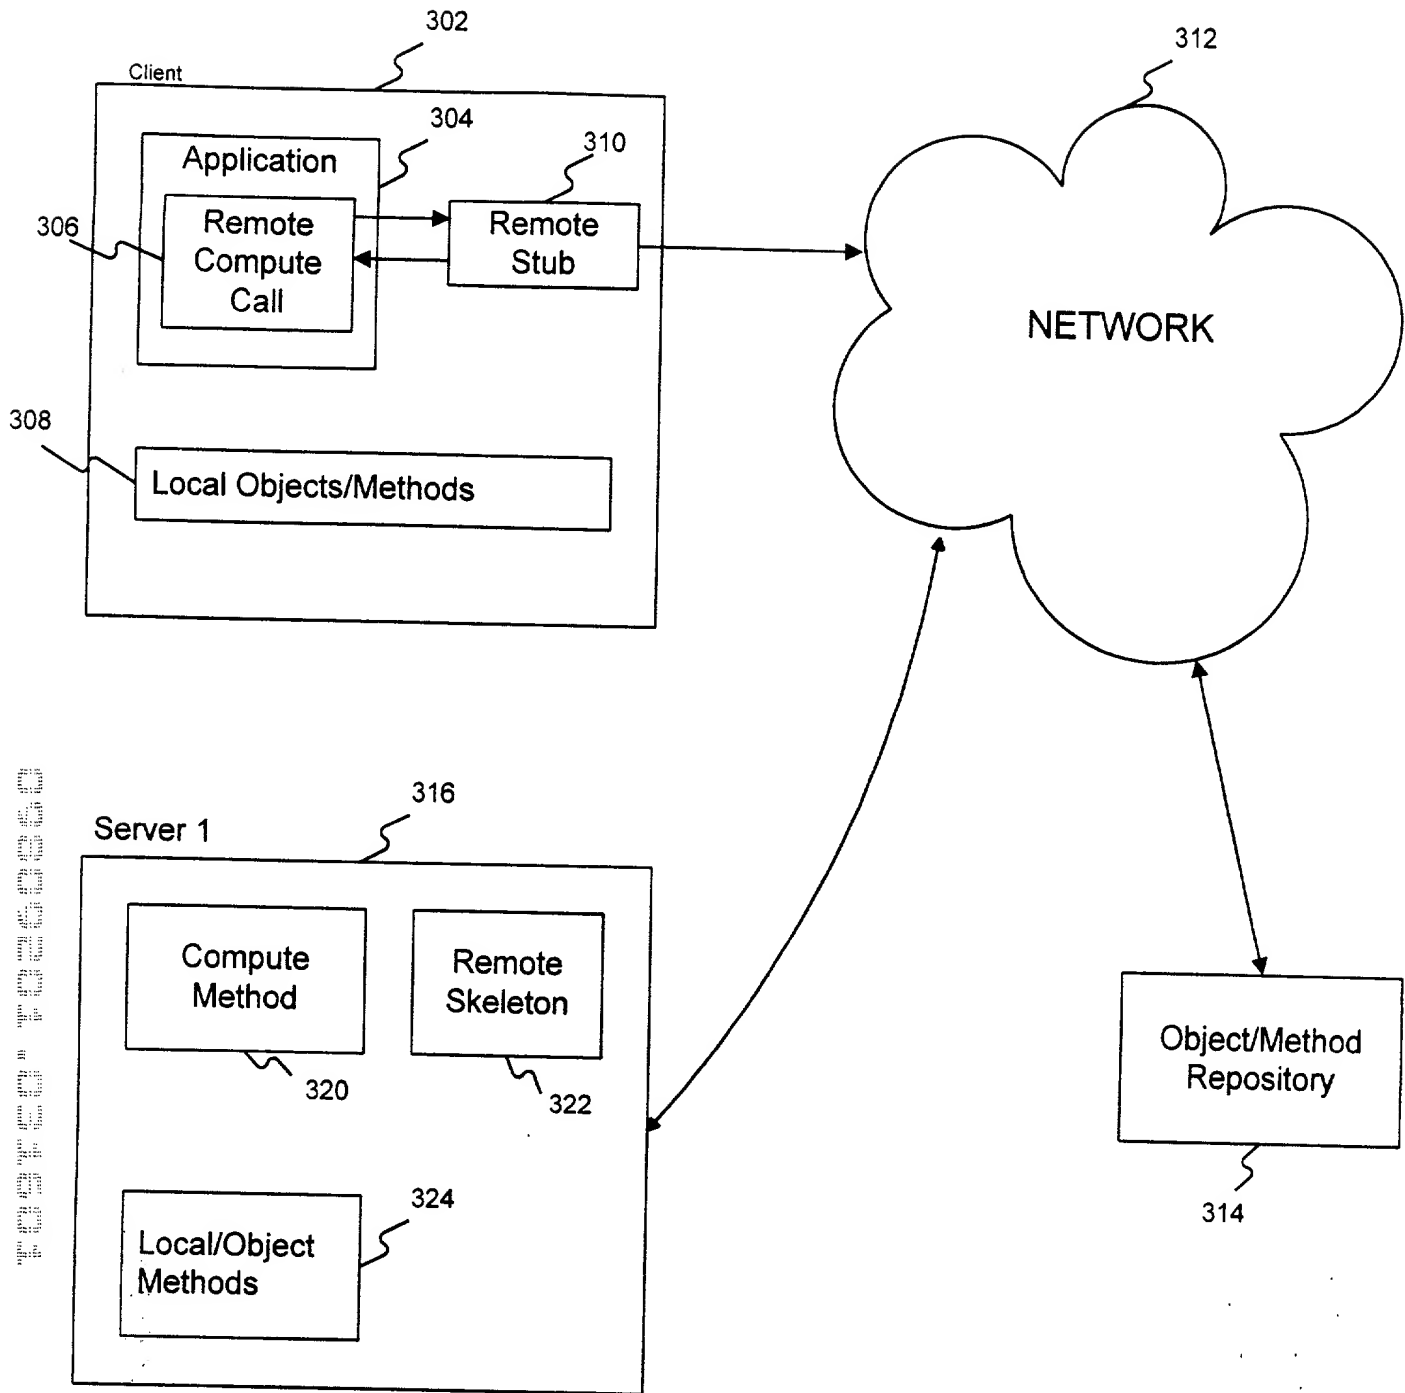 302
312
Client
304
310
Application
306
Remote
Compute
Call
Remote
Stub
NETWORK
308
Local Objects/Methods
316
Server 1
Compute
Method
Remote
Skeleton
320
322
Object/Method
Repository
314
324
Local/Object
Methods